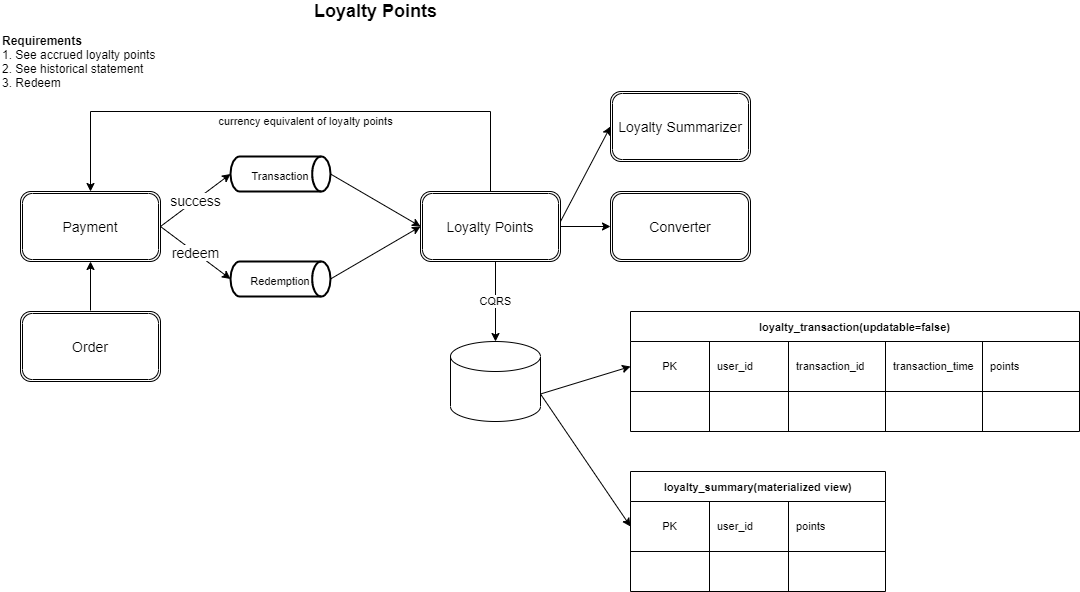 Loyalty Points
Requirements
1. See accrued loyalty points
2. See historical statement
3. Redeem
currency equivalent of loyalty points
Loyalty Summarizer
Transaction
success
Payment
Loyalty Points
Converter
redeem
Redemption
CQRS
Order
loyalty_transaction(updatable=false)
PK user_id transaction_id transaction_time points
loyalty_summary(materialized view)
PK user_id points